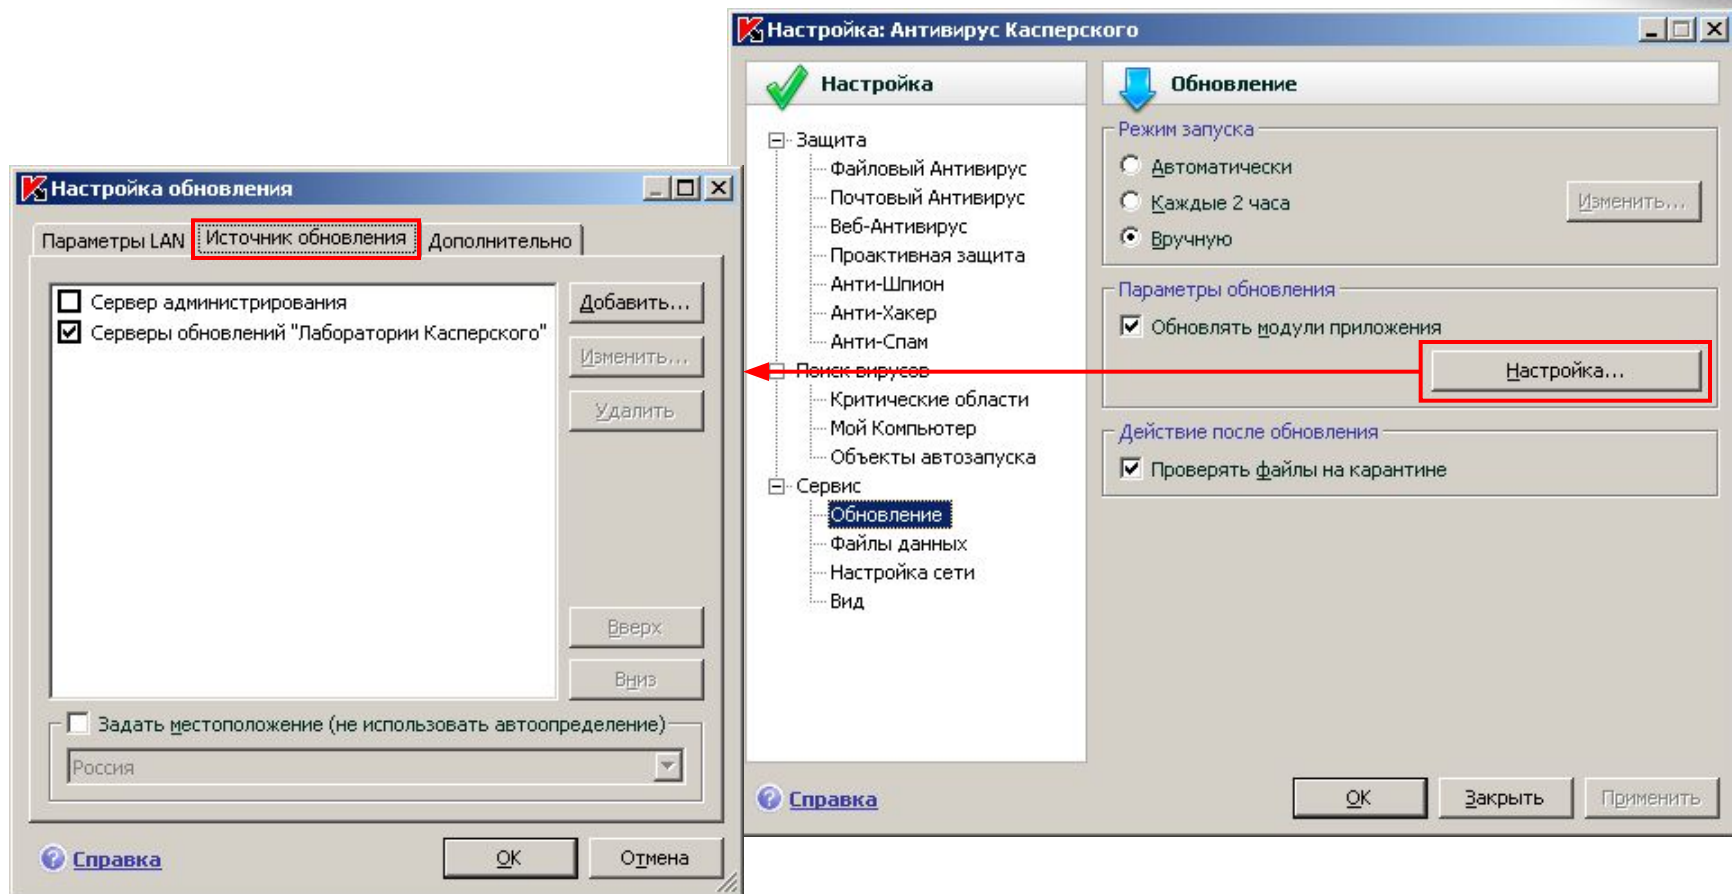 Настройка: Антивирус Касперского
Настройка
Защита
Файловый Антивирус
Почтовый Антивирус
Веб-Антивирус
Проактивная защита
Анти-Шпион
Анти-Хакер
Анти-Спам
Поиск вирусов
Критические области
Мой Компьютер
Объекты автозапуска
Сервис
Обновление
Файлы данных
Настройка сети
Вид
Обновление
Режим запуска
Автоматически
Каждые 2 часа
Изменить...
Вручную
Параметры обновления
Обновлять модули приложения
Настройка...
Действие после обновления
Проверять файлы на карантине
Справка
OK
Закрыть
Применить
Настройка обновления
Параметры LAN
Источник обновления
Дополнительно
Сервер администрирования
Серверы обновлений "Лаборатории Касперского"
Добавить...
Изменить...
Удалить
Вверх
Вниз
Задать местоположение (не использовать автоопределение)
Россия
Справка
OK
Отмена